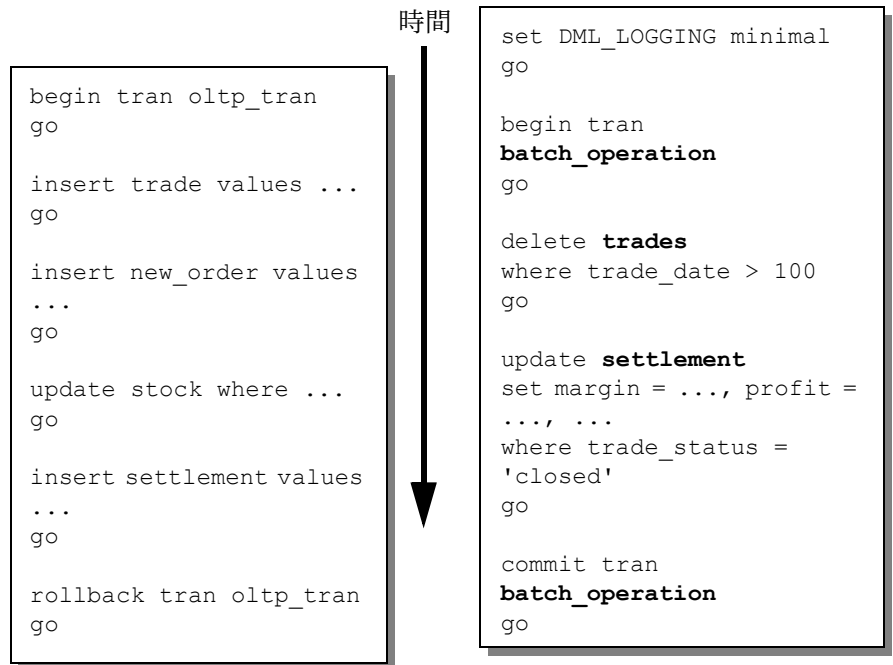 時間
begin tran oltp_tran
go
insert trade values ...
go
insert new_order values
...
go
update stock where ...
go
insert settlement values
...
go
rollback tran oltp_tran
go
set DML_LOGGING minimal
go
begin tran
batch_operation
go
delete trades
where trade_date > 100
go
update settlement
set margin = ..., profit =
..., ...
where trade_status =
'closed'
go
commit tran
batch_operation
go